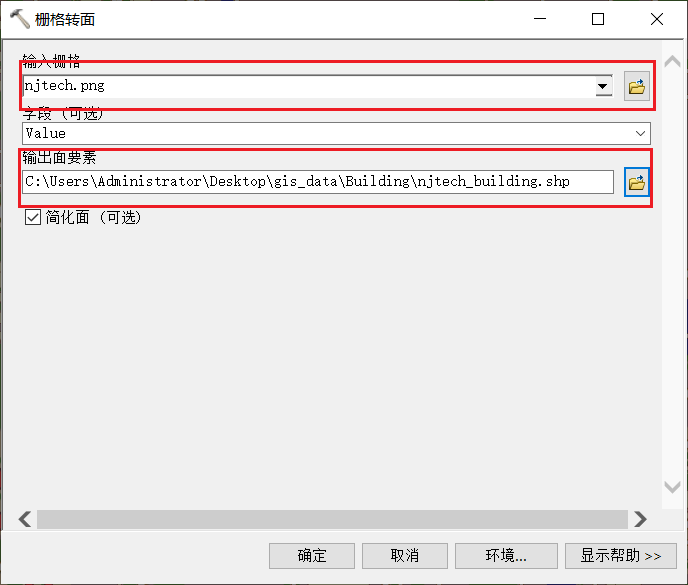 栅格转面
输入栅格
njtech.png
字段 (可选)
Value
输出面要素
C:\Users\Administrator\Desktop\gis_data\Building\njtech_building.shp
简化面 (可选)
确定 取消 环境... 显示帮助 >>